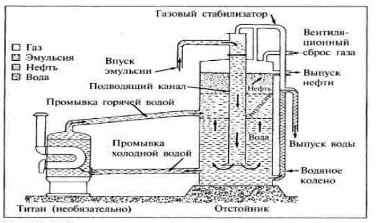 Газовый стабилизатор
Газ
Эмульсия
Нефть
Вода
Впуск
эмульсии
Вентиля-
ционный
сброс газа
Подводящий канал
Выпуск
нефти
Нефть
Промывка горячей водой
Вода
Выпуск воды
Промывка
холодной водой
Водяное
колено
Титан (необязательно)
Отстойник